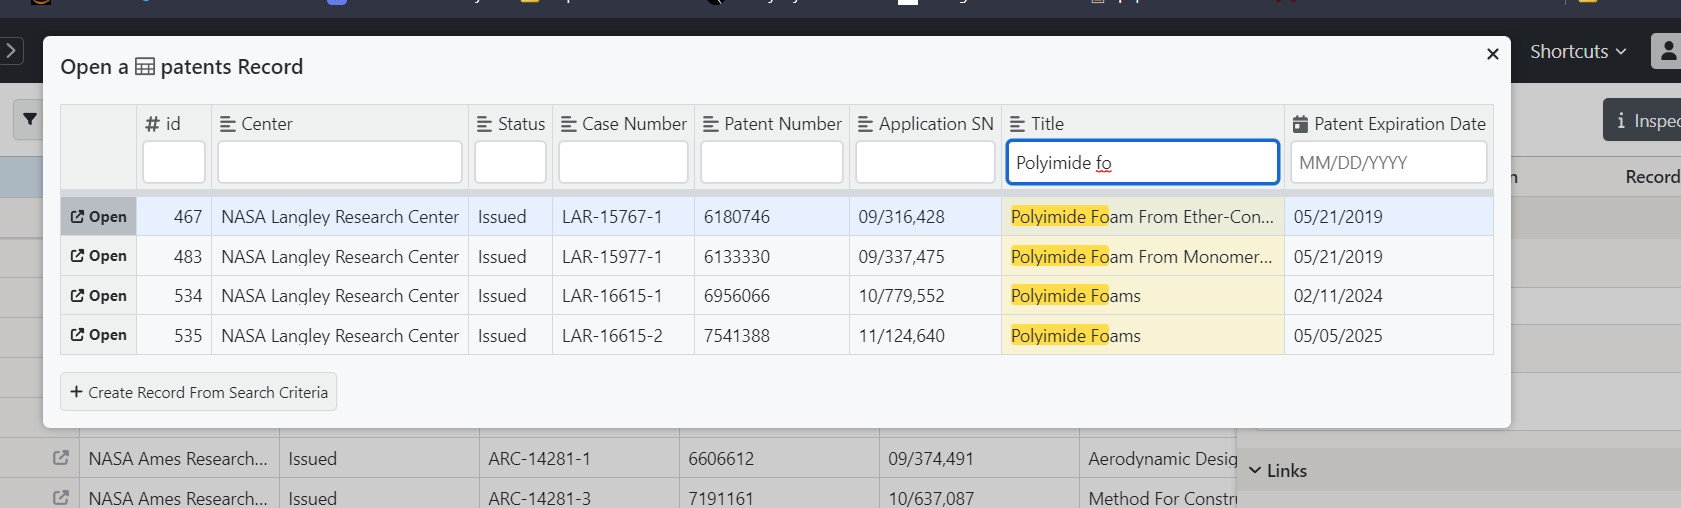 Shortcuts
Open a patents Record
Inspec
id Center Status Case Number Patent Number Application SN Title Patent Expiration Date
Polyimide fo MM/DD/YYYY
Record
Open 467 NASA Langley Research Center Issued LAR-15767-1 6180746 09/316,428 Polyimide Foam From Ether-Con... 05/21/2019
Open 483 NASA Langley Research Center Issued LAR-15977-1 6133330 09/337,475 Polyimide Foam From Monomer... 05/21/2019
Open 534 NASA Langley Research Center Issued LAR-16615-1 6956066 10/779,552 Polyimide Foams 02/11/2024
Open 535 NASA Langley Research Center Issued LAR-16615-2 7541388 11/124,640 Polyimide Foams 05/05/2025
+ Create Record From Search Criteria
NASA Ames Research... Issued ARC-14281-1 6606612 09/374,491 Aerodynamic Desig
Links
NASA Ames Research... Issued ARC-14281-3 7191161 10/637,087 Method For Constr